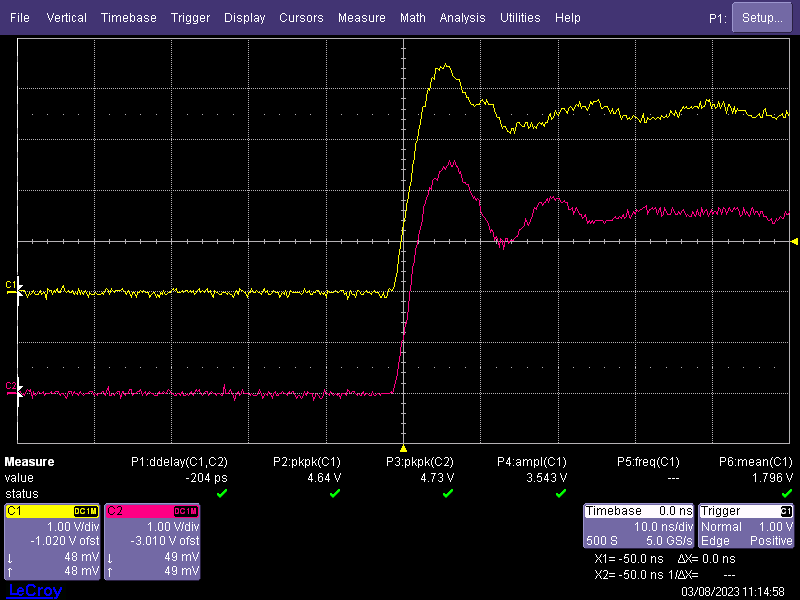 File Vertical Timebase Trigger Display Cursors Measure Math Analysis Utilities Help P1: Setup...
C1
C2
Measure P1:ddelay(C1,C2) P2:pkpk(C1) P3:pkpk(C2) P4:ampl(C1) P5:freq(C1) P6:mean(C1)
value -204 ps 4.64 V 4.73 V 3.543 V --- 1.796 V
status
C1 DC1M C2 DC1M Timebase 0.0 ns Trigger C1
1.00 V/div 1.00 V/div 10.0 ns/div Normal 1.00 V
-1.020 V ofst -3.010 V ofst 500 S 5.0 GS/s Edge Positive
↓ 48 mV ↓ 49 mV
↑ 48 mV ↑ 49 mV
X1= -50.0 ns ΔX= 0.0 ns
X2= -50.0 ns 1/ΔX= ---
LeCroy
03/08/2023 11:14:58